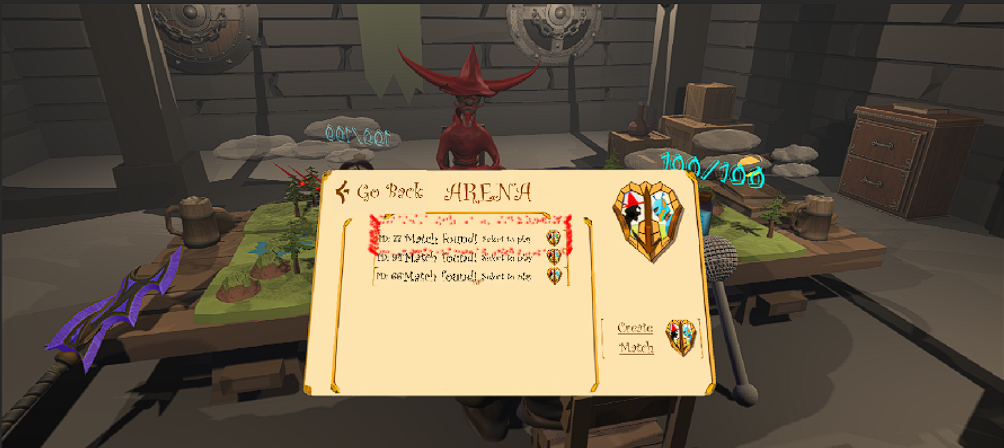 100/100
100/100
Go Back
ARENA
ID: 77 Match found! Select to play
ID: 94 Match found! Select to play
ID: 66 Match found! Select to play
Create
Match